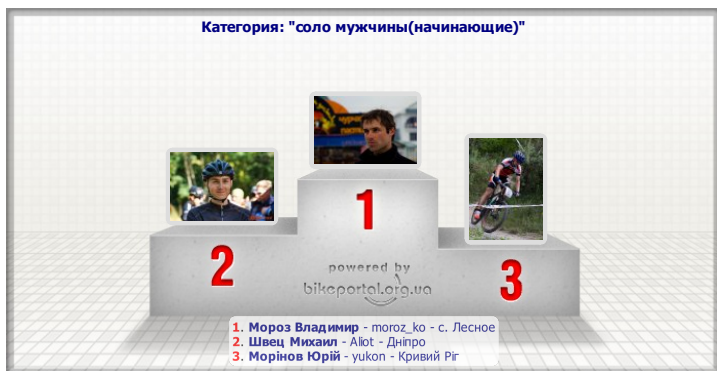 Категория: "соло мужчины(начинающие)"
1
2
3
powered by
bikeportal.org.ua
1. Мороз Владимир - moroz_ko - с. Лесное
2. Швец Михаил - Aliot - Дніпро
3. Морінов Юрій - yukon - Кривий Ріг